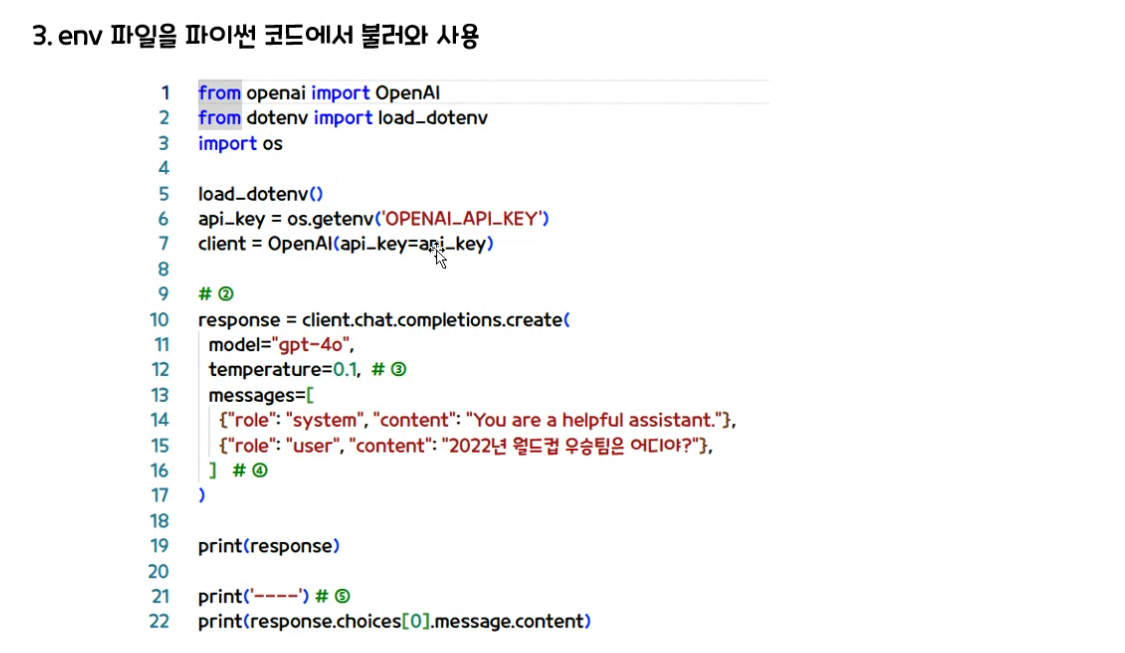 3. env 파일을 파이썬 코드에서 불러와 사용
1 from openai import OpenAI
2 from dotenv import load_dotenv
3 import os
4
5 load_dotenv()
6 api_key = os.getenv('OPENAI_API_KEY')
7 client = OpenAI(api_key=api_key)
8
9 # ②
10 response = client.chat.completions.create(
11 model="gpt-4o",
12 temperature=0.1, # ③
13 messages=[
14 {"role": "system", "content": "You are a helpful assistant."},
15 {"role": "user", "content": "2022년 월드컵 우승팀은 어디야?"},
16 ] # ④
17 )
18
19 print(response)
20
21 print('----') # ⑤
22 print(response.choices[0].message.content)